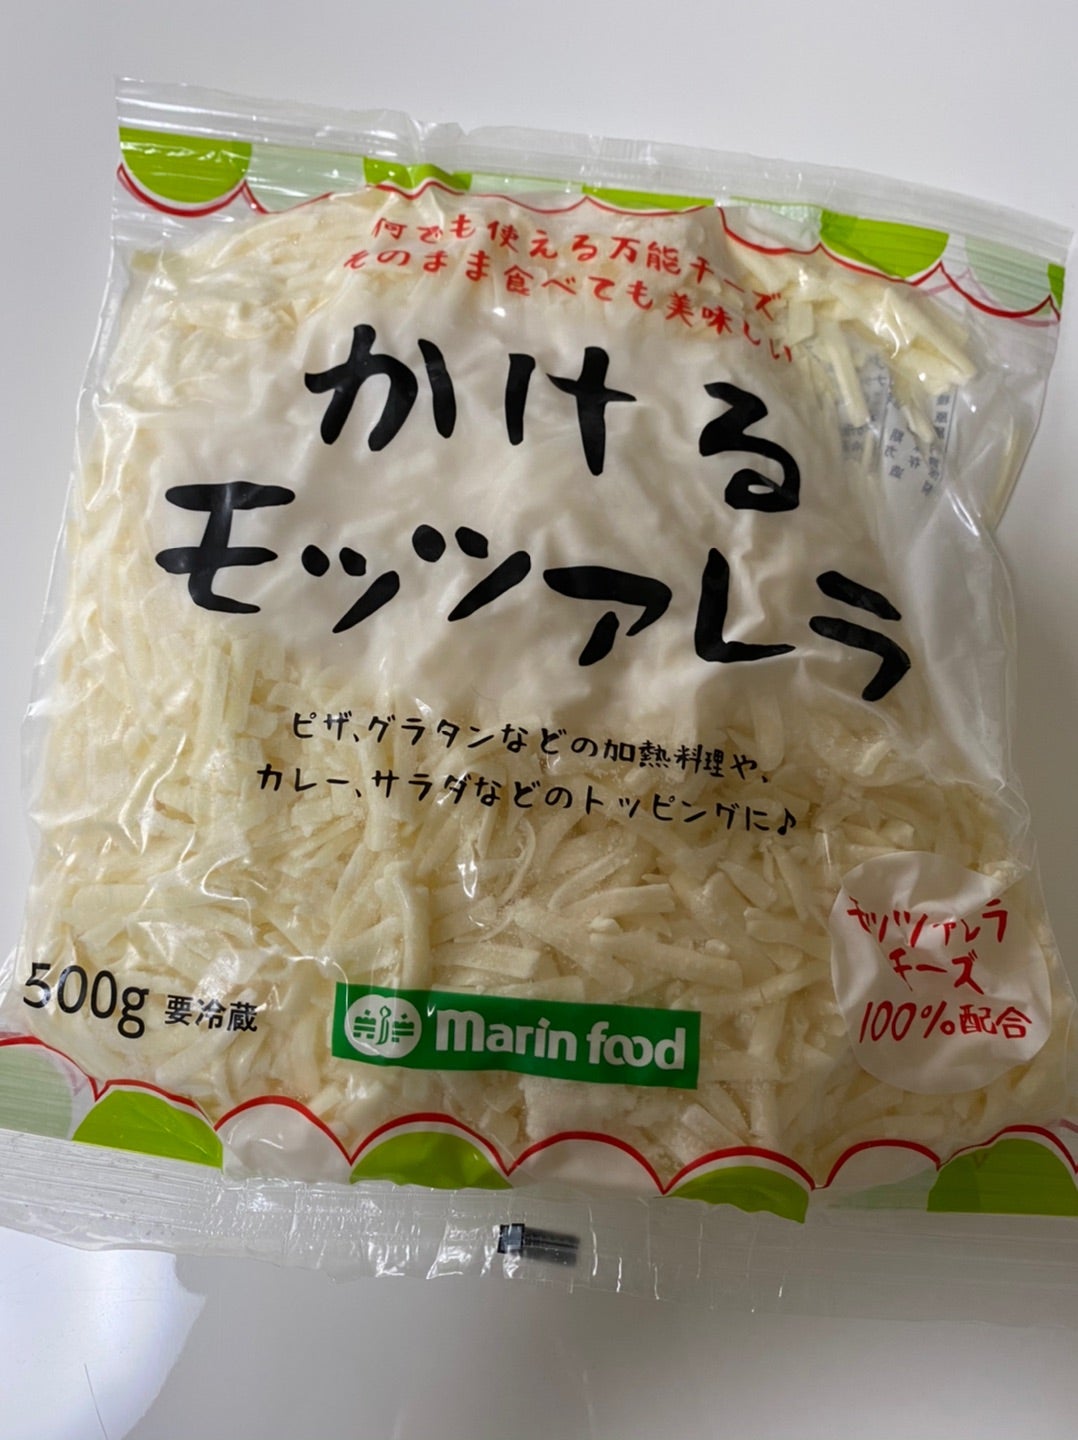 何でも使える万能チーズ
そのまま食べても美味しい
かける
モッツァレラ
ピザ、グラタンなどの加熱料理や、
カレー、サラダなどのトッピングに♪
モッツァレラ
チーズ
100%配合
500g 要冷蔵
marin food